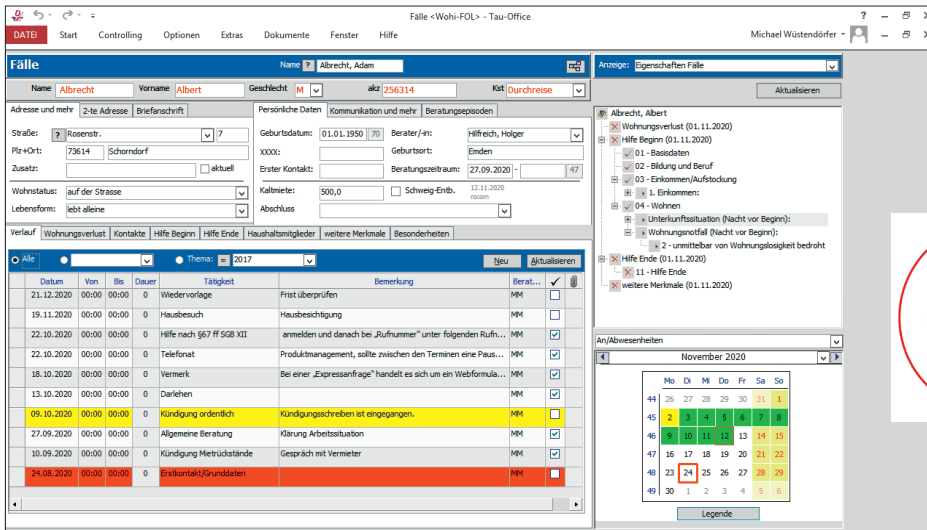 Fälle <Wohi-FOL> - Tau-Office
DATEI Start Controlling Optionen Extras Dokumente Fenster Hilfe Michael Wüstendörfer
Fälle Name ? Albrecht, Adam
Name Albrecht Vorname Albert Geschlecht M akz 256314 Kst Durchreise
Adresse und mehr 2-te Adresse Briefanschrift
Straße: ? Rosenstr. 7
Plz+Ort: 73614 Schorndorf
Zusatz: aktuell
Wohnstatus: auf der Strasse
Lebensform: lebt alleine
Persönliche Daten Kommunikation und mehr Beratungsepisoden
Geburtsdatum: 01.01.1950 70 Berater/-in: Hilfreich, Holger
XXXX: Geburtsort: Emden
Erster Kontakt: Beratungszeitraum: 27.09.2020 - 47
Kaltmiete: 500,0 Schweig-Entb. 12.11.2020
rocom
Abschluss
Verlauf Wohnungsverlust Kontakte Hilfe Beginn Hilfe Ende Haushaltsmitglieder weitere Merkmale Besonderheiten
Alle Thema: = 2017 Neu Aktualisieren
Datum Von Bis Dauer Tätigkeit Bemerkung Berat...
21.12.2020 00:00 00:00 0 Wiedervorlage Frist überprüfen MM
19.11.2020 00:00 00:00 0 Hausbesuch Hausbesichtigung MM
22.10.2020 00:00 00:00 0 Hilfe nach §67 ff SGB XII anmelden und danach bei „Rufnummer" unter folgenden Rufn... MM
22.10.2020 00:00 00:00 0 Telefonat Produktmanagement, sollte zwischen den Terminen eine Paus... MM
18.10.2020 00:00 00:00 0 Vermerk Bei einer „Expressanfrage" handelt es sich um ein Webformula... MM
13.10.2020 00:00 00:00 0 Darlehen MM
09.10.2020 00:00 00:00 0 Kündigung ordentlich Kündigungsschreiben ist eingegangen. MM
27.09.2020 00:00 00:00 0 Allgemeine Beratung Klärung Arbeitssituation MM
10.09.2020 00:00 00:00 0 Kündigung Mietrückstände Gespräch mit Vermieter MM
24.08.2020 00:00 00:00 0 Erstkontakt/Grunddaten MM
Anzeige: Eigenschaften Fälle
Aktualisieren
Albrecht, Albert
Wohnungsverlust (01.11.2020)
Hilfe Beginn (01.11.2020)
01 - Basisdaten
02 - Bildung und Beruf
03 - Einkommen/Aufstockung
1. Einkommen:
04 - Wohnen
Unterkunftssituation (Nacht vor Beginn):
Wohnungsnotfall (Nacht vor Beginn):
2 - unmittelbar von Wohnungslosigkeit bedroht
Hilfe Ende (01.11.2020)
11 - Hilfe Ende
weitere Merkmale (01.11.2020)
An/Abwesenheiten
November 2020
Mo Di Mi Do Fr Sa So
44 26 27 28 29 30 31 1
45 2 3 4 5 6 7 8
46 9 10 11 12 13 14 15
47 16 17 18 19 20 21 22
48 23 24 25 26 27 28 29
49 30 1 2 3 4 5 6
Legende